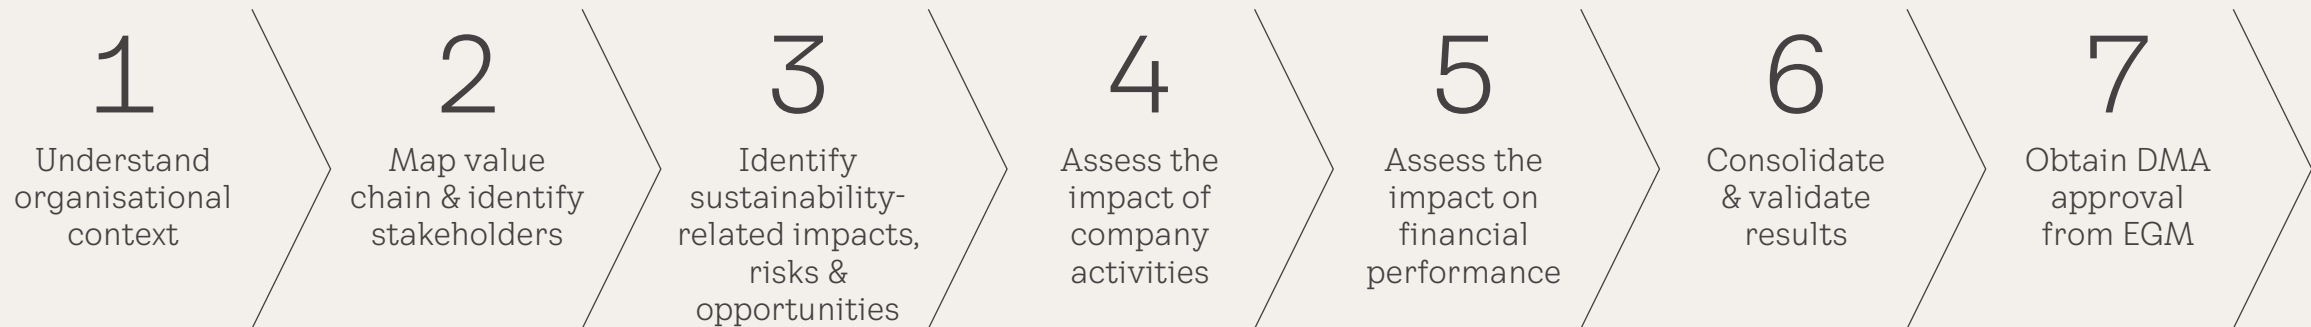 1
Understand
organisational
context
2
Map value
chain & identify
stakeholders
3
Identify
sustainability-
related impacts,
risks &
opportunities
4
Assess the
impact of
company
activities
5
Assess the
impact on
financial
performance
6
Consolidate
& validate
results
7
Obtain DMA
approval
from EGM